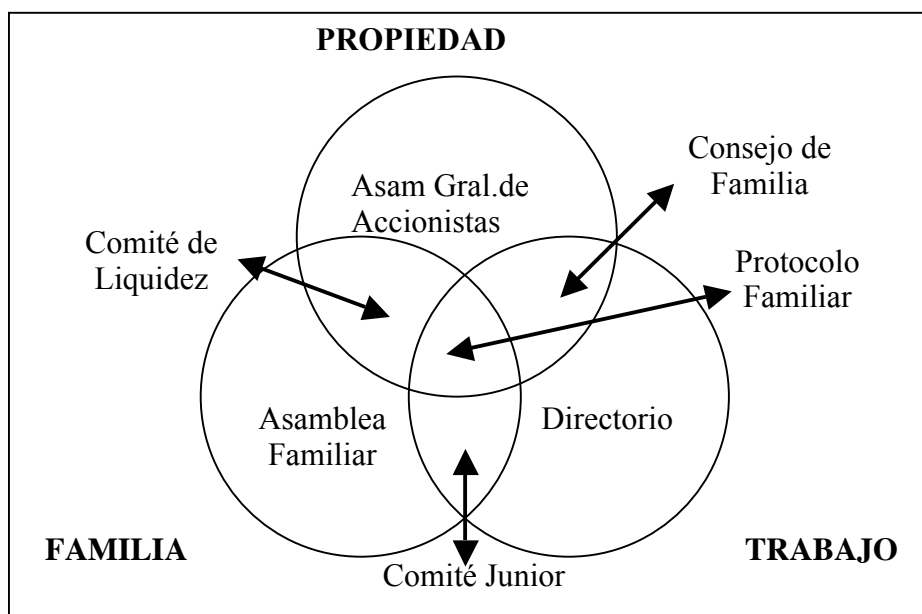 PROPIEDAD
Consejo de
Familia
Asam Gral.de
Accionistas
Comité de
Liquidez
Protocolo
Familiar
Asamblea
Familiar
Directorio
FAMILIA
TRABAJO
Comité Junior